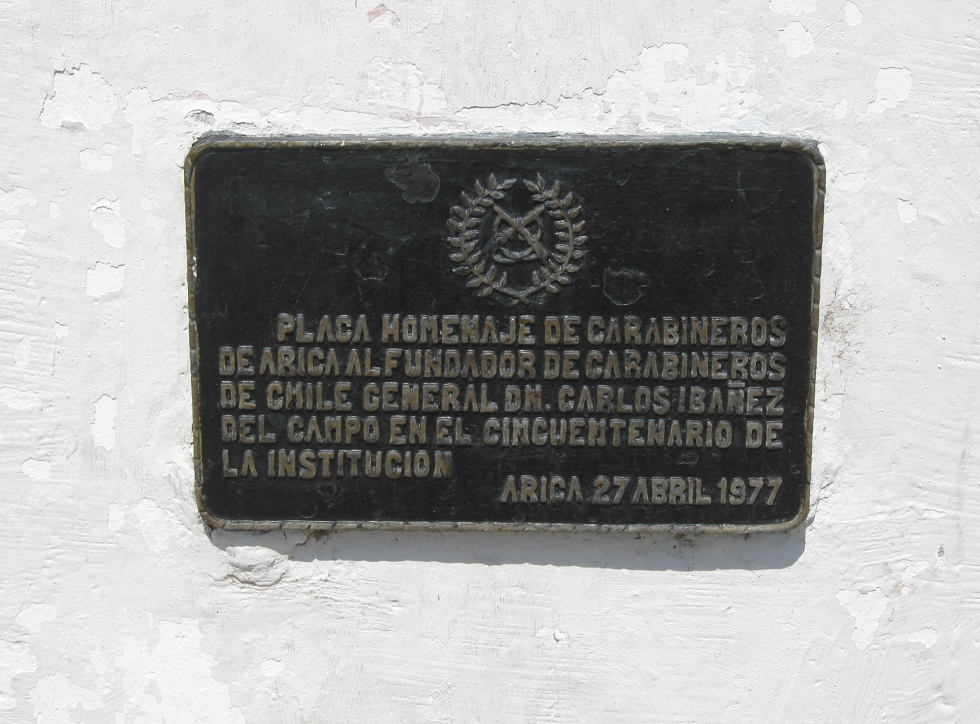 PLACA HOMENAJE DE CARABINEROS
DE ARICA AL FUNDADOR DE CARABINEROS
DE CHILE GENERAL DN. CARLOS IBAÑEZ
DEL CAMPO EN EL CINCUENTENARIO DE
LA INSTITUCION
ARICA 27 ABRIL 1977